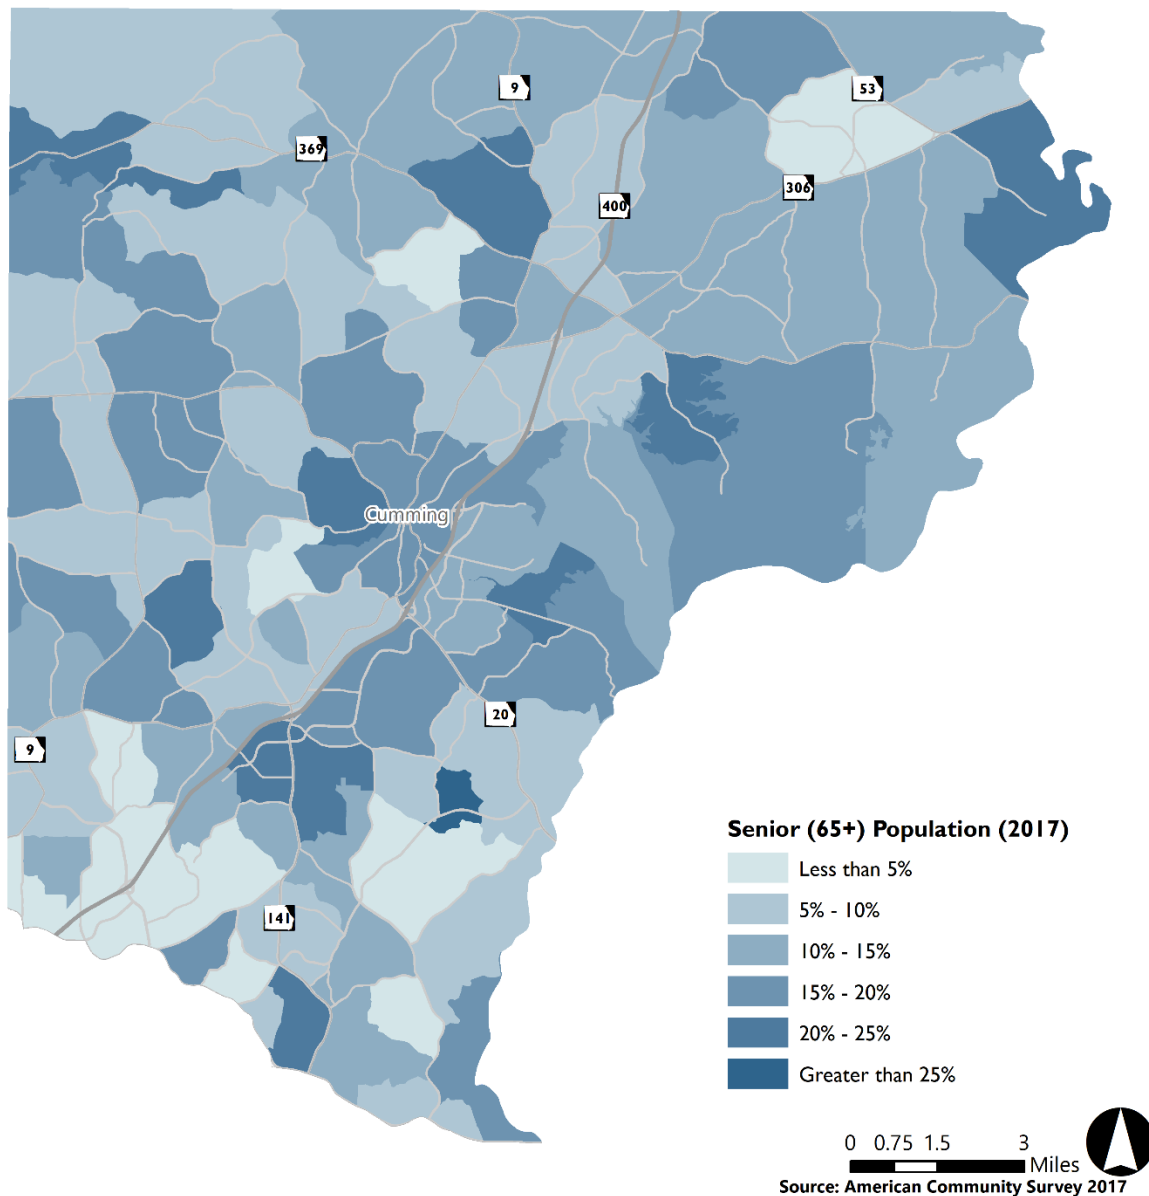 9
53
369
306
400
Cumming
20
9
Senior (65+) Population (2017)
Less than 5%
5% - 10%
10% - 15%
15% - 20%
20% - 25%
Greater than 25%
141
0 0.75 1.5 3
Miles
Source: American Community Survey 2017